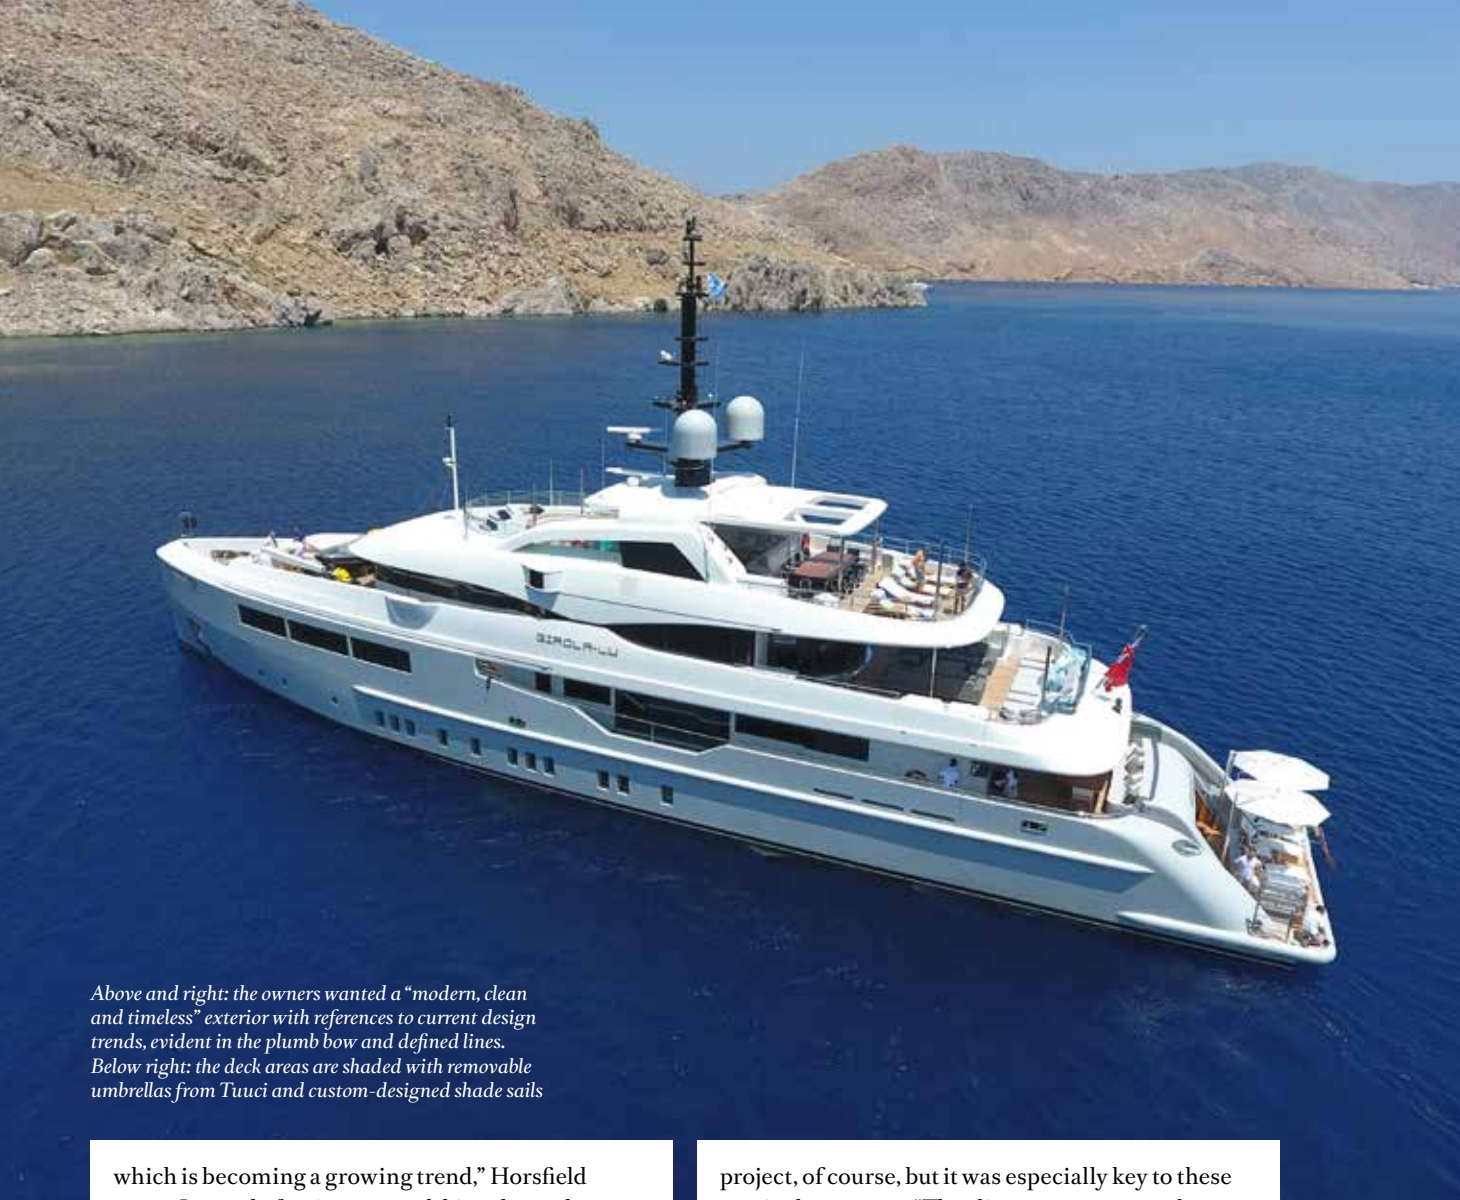 GIROLA-LU
Above and right: the owners wanted a “modern, clean
and timeless” exterior with references to current design
trends, evident in the plumb bow and defined lines.
Below right: the deck areas are shaded with removable
umbrellas from Tuuci and custom-designed shade sails
which is becoming a growing trend,” Horsfield
project, of course, but it was especially key to these